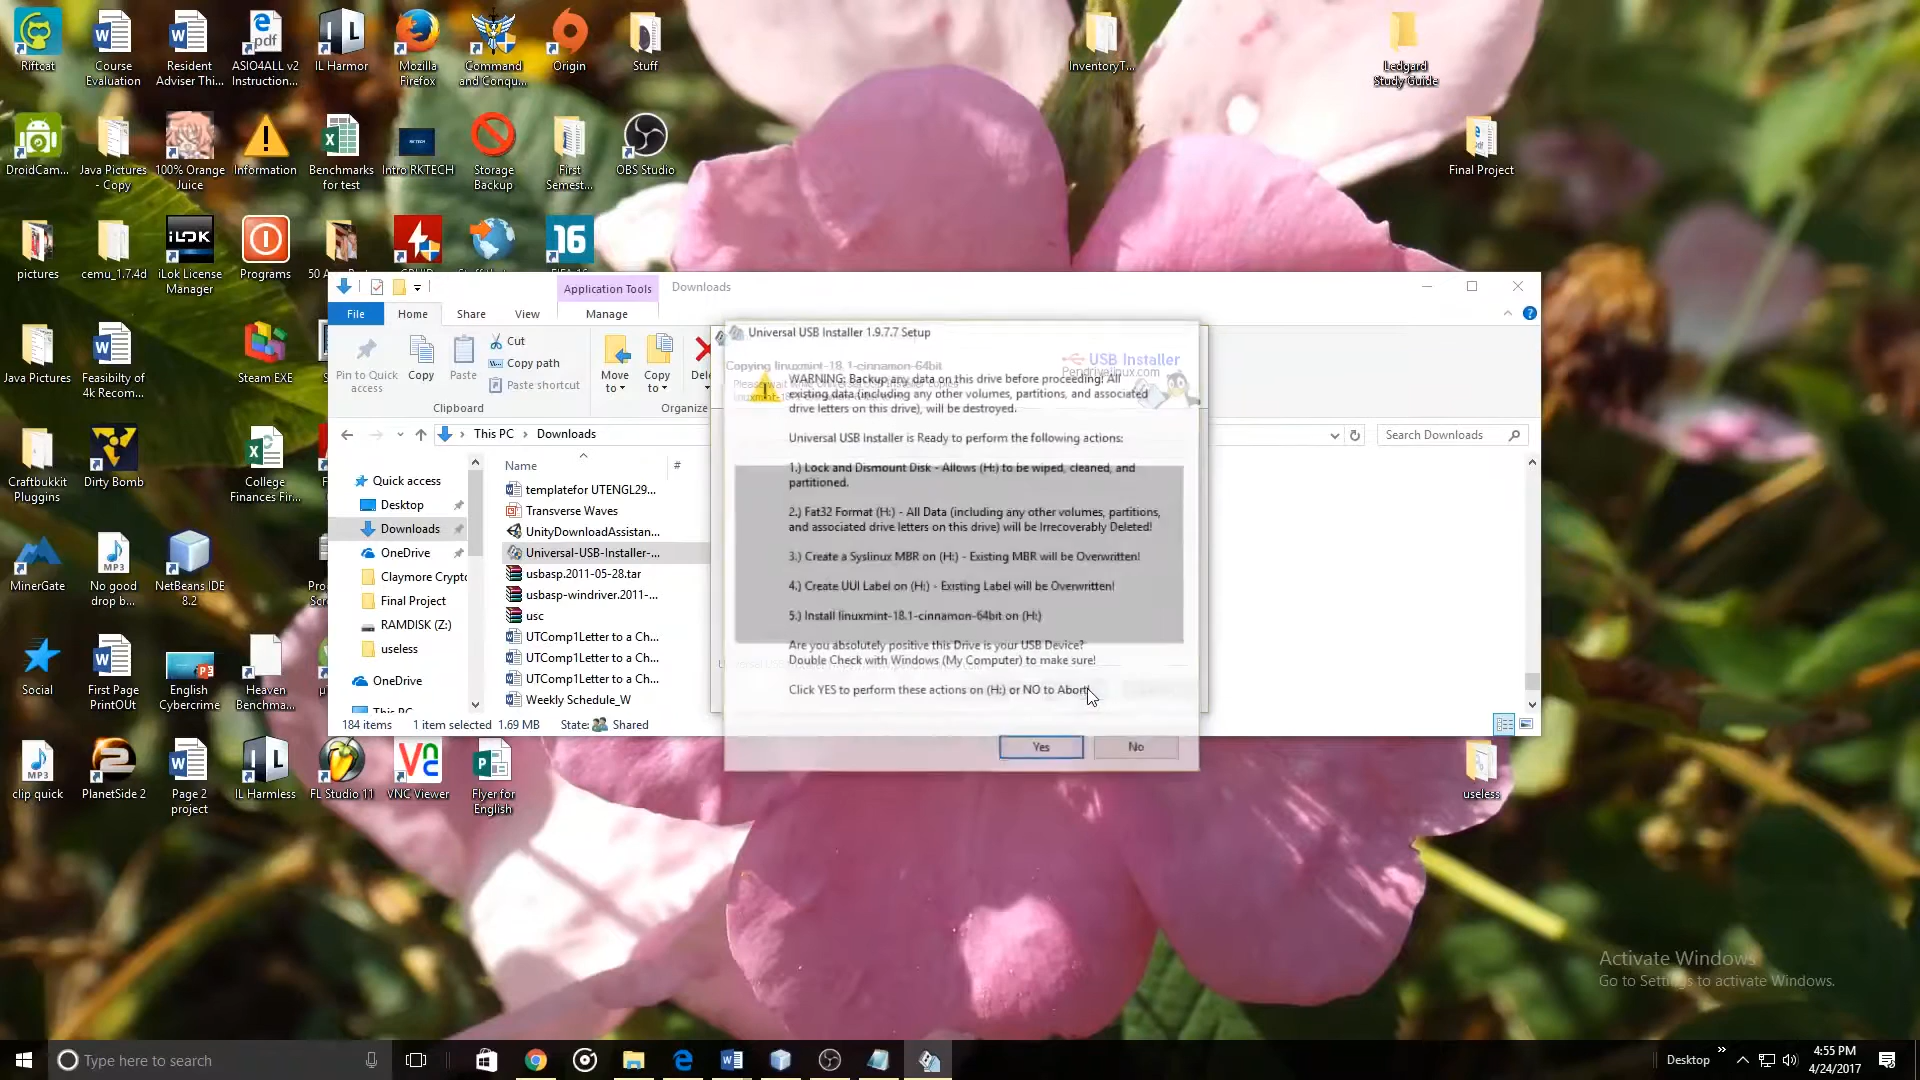 Riftcat
Course
Evaluation
Resident
Adviser Thi...
ASIO4ALL v2
Instruction...
IL Harmor
Mozilla
Firefox
Command
and Conqu...
Origin
Stuff
InventoryT...
Ledgard
Study Guide
DroidCam...
Java Pictures
- Copy
100% Orange
Juice
Information
Benchmarks
for test
Intro RKTECH
Storage
Backup
First
Semest...
OBS Studio
Final Project
pictures
cemu_1.7.4d
iLOK
iLok License
Manager
Programs
16
Java Pictures
Feasibilty of
4k Recom...
Steam EXE
Craftbukkit
Pluggins
Dirty Bomb
College
Finances Fir...
MinerGate
No good
drop b...
NetBeans IDE
8.2
Social
First Page
PrintOUt
English
Cybercrime
Heaven
Benchma...
clip quick
PlanetSide 2
Page 2
project
IL Harmless
FL Studio 11
VNC Viewer
Flyer for
English
useless
Application Tools
Downloads
File
Home
Share
View
Manage
Pin to Quick
access
Copy
Paste
Cut
Copy path
Paste shortcut
Move
to
Copy
to
Clipboard
Organize
This PC
Downloads
Search Downloads
Quick access
Desktop
Downloads
OneDrive
Claymore Crypto
Final Project
RAMDISK (Z:)
useless
OneDrive
This PC
Name
#
templatefor UTENGL29...
Transverse Waves
UnityDownloadAssistan...
Universal-USB-Installer-...
usbasp.2011-05-28.tar
usbasp-windriver.2011-...
usc
UTComp1Letter to a Ch...
UTComp1Letter to a Ch...
UTComp1Letter to a Ch...
Weekly Schedule_W
184 items
1 item selected
1.69 MB
State:
Shared
Universal USB Installer 1.9.7.7 Setup
Copying linuxmint-18.1-cinnamon-64bit
USB Installer
Pendrivelinux.com
WARNING: Backup any data on this drive before proceeding! All
existing data (including any other volumes, partitions, and associated
drive letters on this drive), will be destroyed.
Universal USB Installer is Ready to perform the following actions:
1.) Lock and Dismount Disk - Allows (H:) to be wiped, cleaned, and
partitioned.
2.) Fat32 Format (H:) - All Data (including any other volumes, partitions,
and associated drive letters on this drive) will be Irrecoverably Deleted!
3.) Create a Syslinux MBR on (H:) - Existing MBR will be Overwritten!
4.) Create UUI Label on (H:) - Existing Label will be Overwritten!
5.) Install linuxmint-18.1-cinnamon-64bit on (H:)
Are you absolutely positive this Drive is your USB Device?
Double Check with Windows (My Computer) to make sure!
Click YES to perform these actions on (H:) or NO to Abort!
Yes
No
Activate Windows
Go to Settings to activate Windows.
Type here to search
Desktop
4:55 PM
4/24/2017